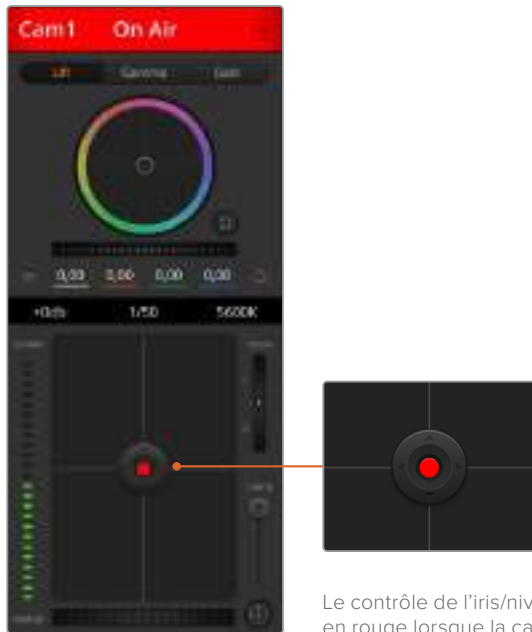 Cam1 On Air
Lift Gamma Gain
0,00 0,00 0,00 0,00
+0db 1/50 5600K
Le contrôle de l’iris/niv
en rouge lorsque la ca